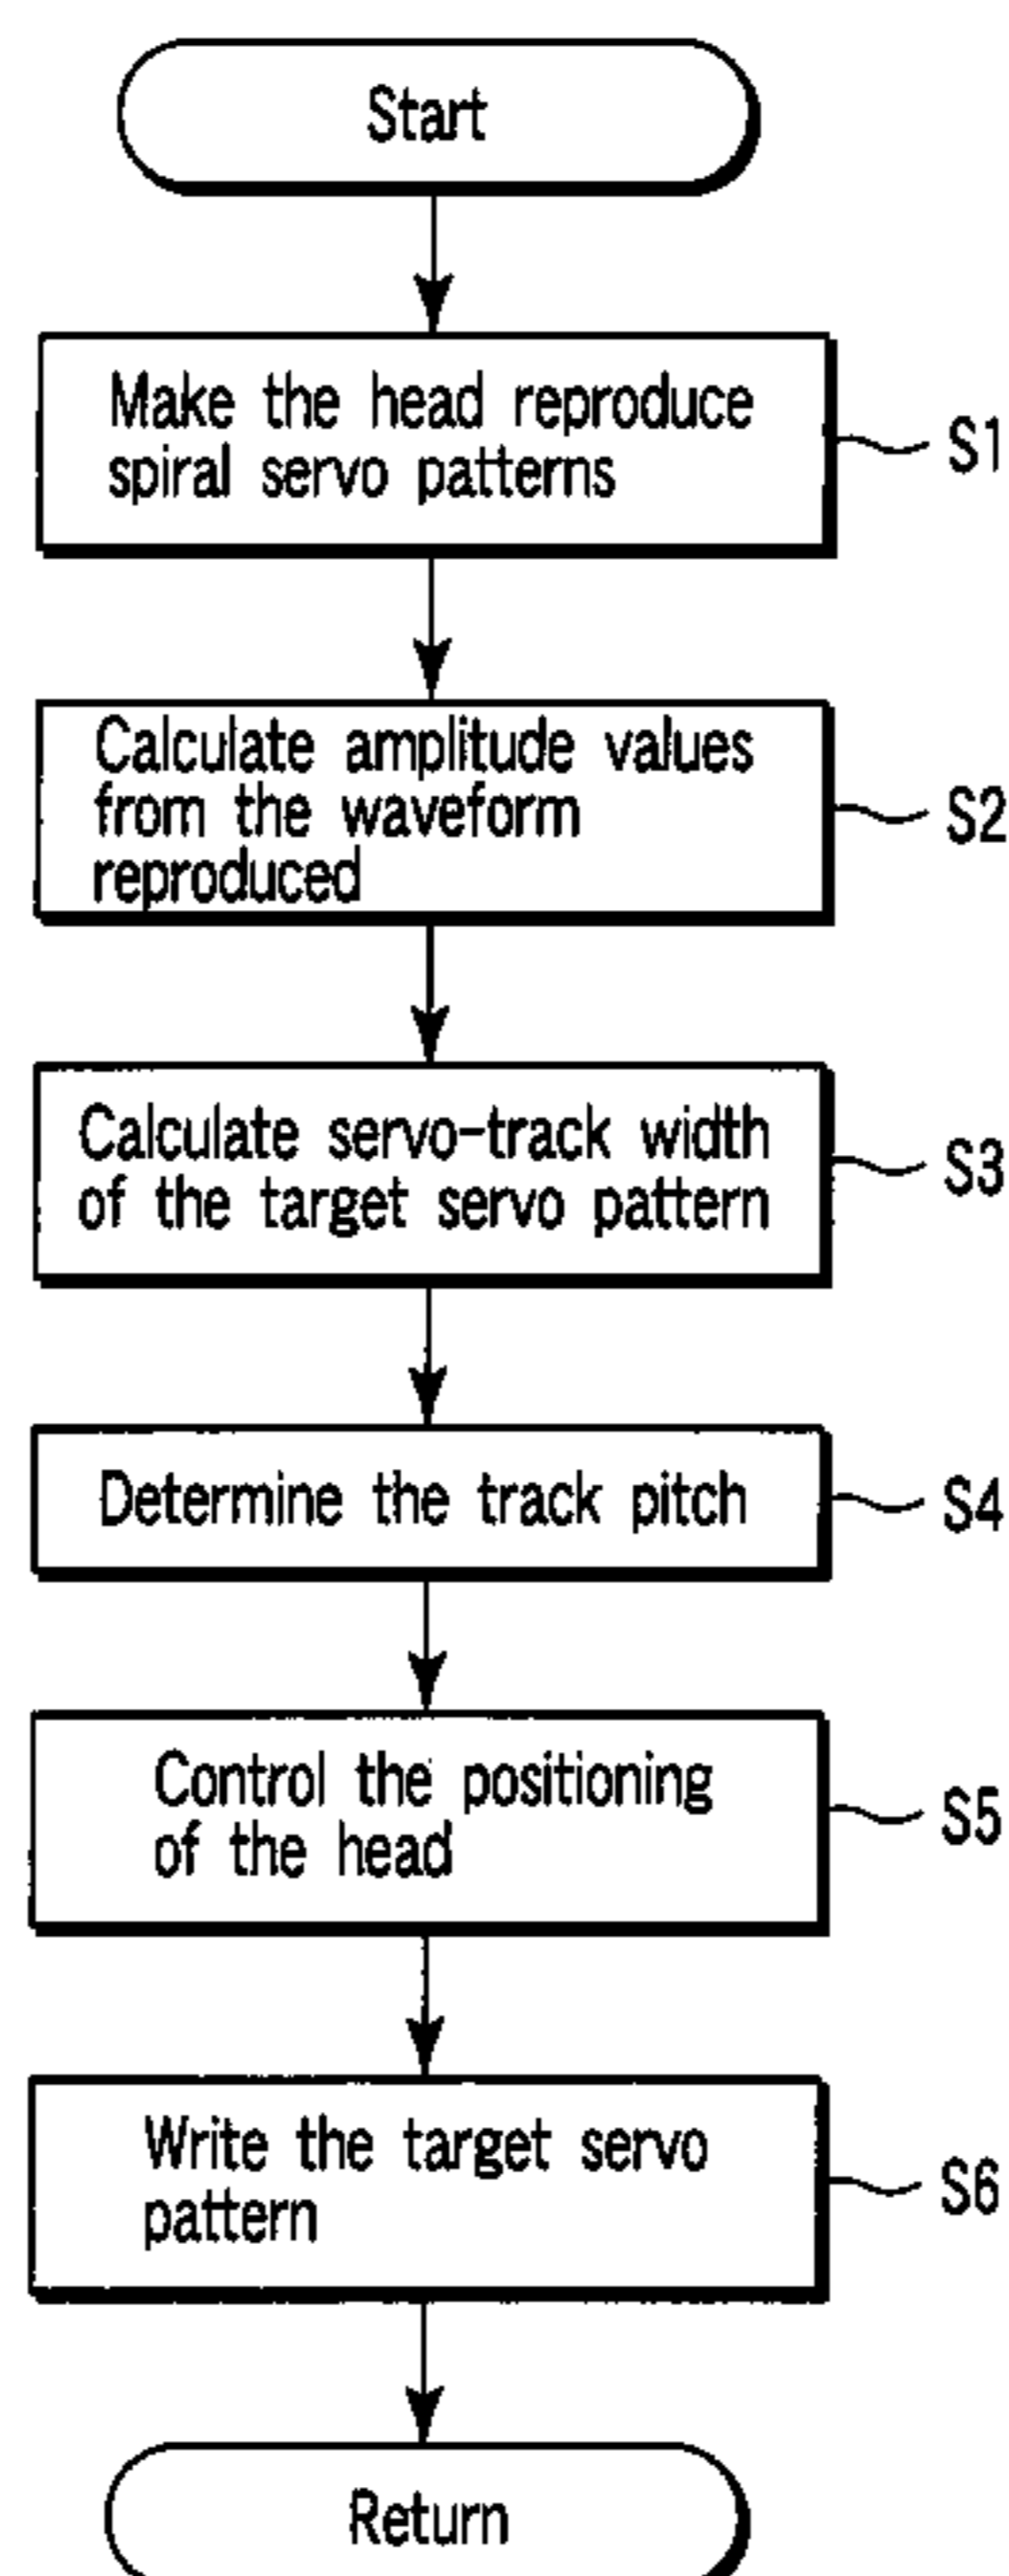 Start
Make the head reproduce
spiral servo patterns
S1
Calculate amplitude values
from the waveform
reproduced
S2
Calculate servo-track width
of the target servo pattern
S3
Determine the track pitch
S4
Control the positioning
of the head
S5
Write the target servo
pattern
S6
Return